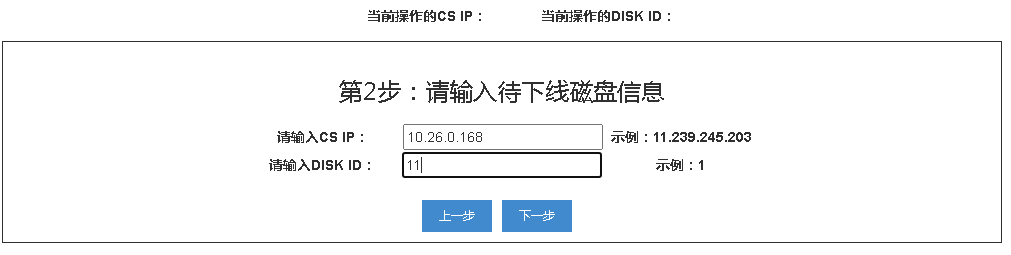 当前操作的CS IP： 当前操作的DISK ID：
第2步：请输入待下线磁盘信息
请输入CS IP： 10.26.0.168 示例：11.239.245.203
请输入DISK ID： 11 示例：1
上一步 下一步